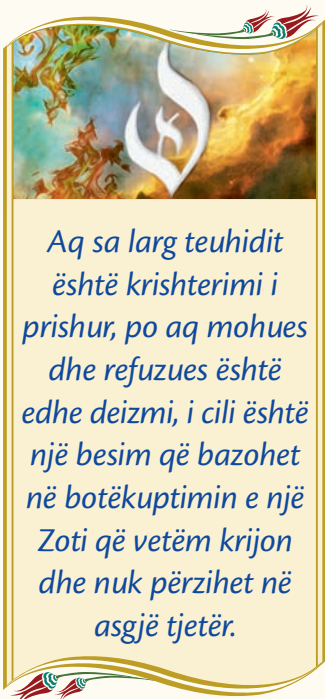 Aq sa larg teuhidit
është krishterimi i
prishur, po aq mohues
dhe refuzues është
edhe deizmi, i cili është
një besim që bazohet
në botëkuptimin e një
Zoti që vetëm krijon
dhe nuk përzihet në
asgjë tjetër.